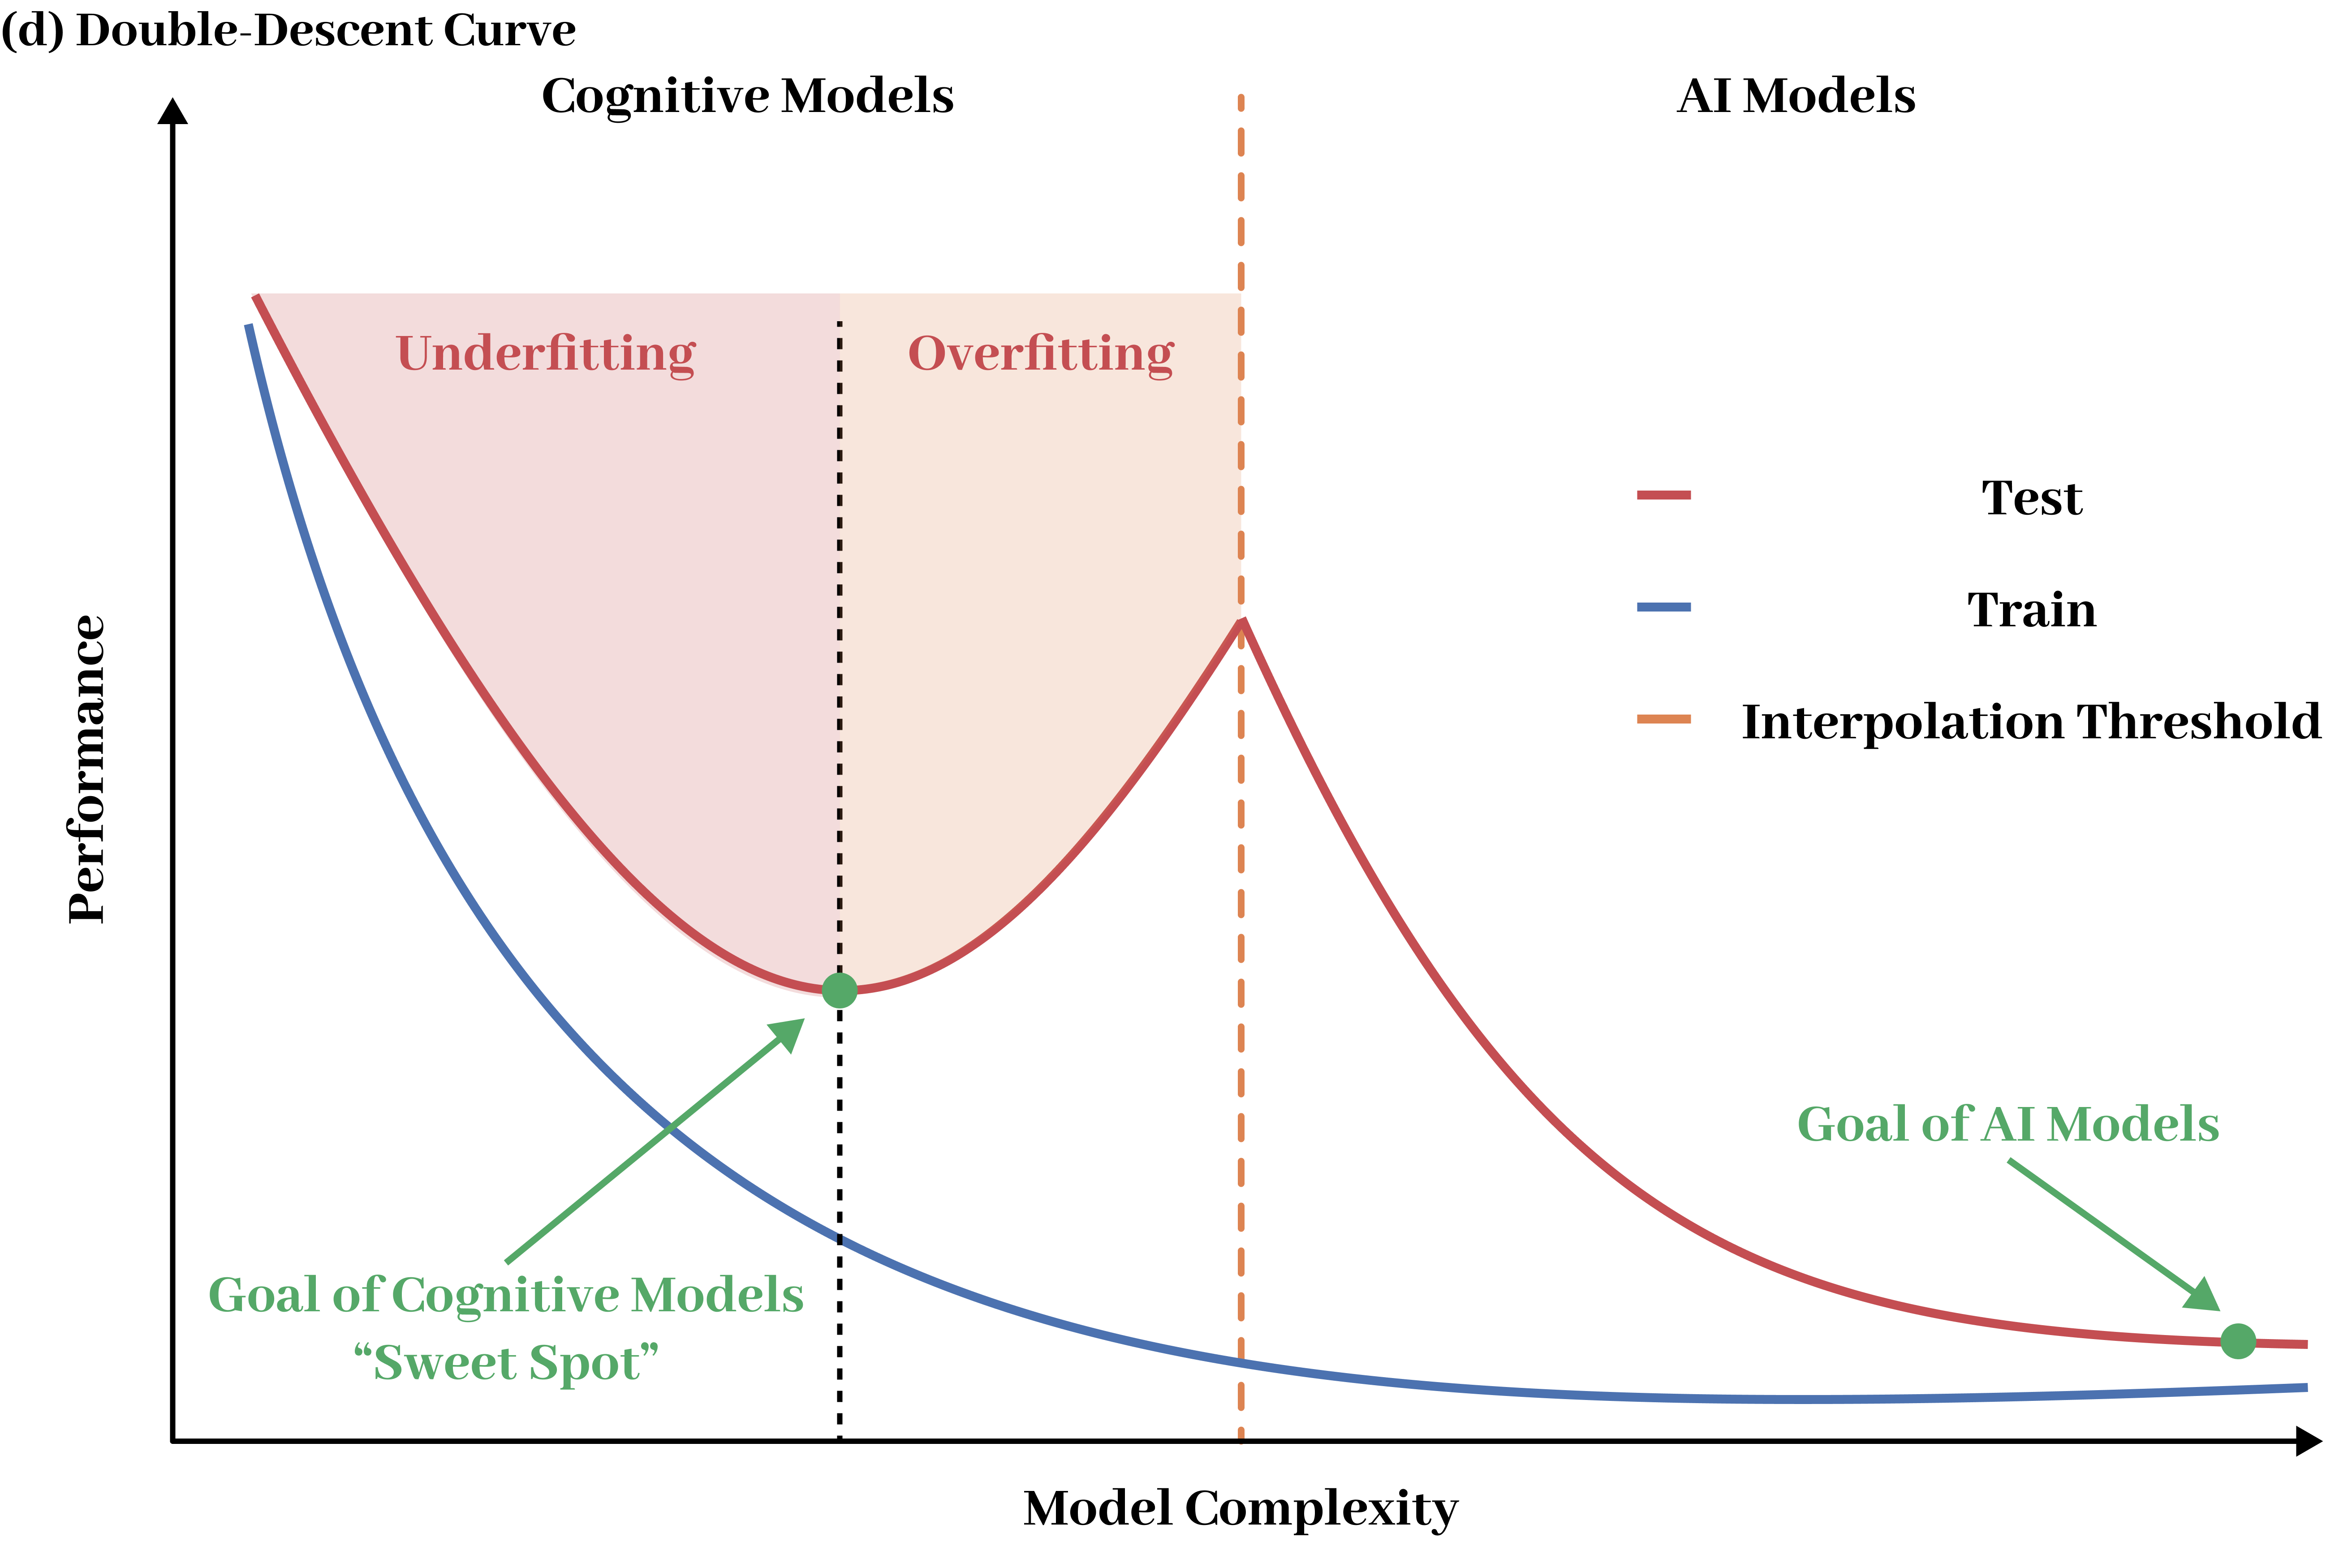 (d) Double-Descent Curve
Cognitive Models
AI Models
Underfitting
Overfitting
Test
Train
Interpolation Threshold
Performance
Goal of AI Models
Goal of Cognitive Models
“Sweet Spot”
Model Complexity